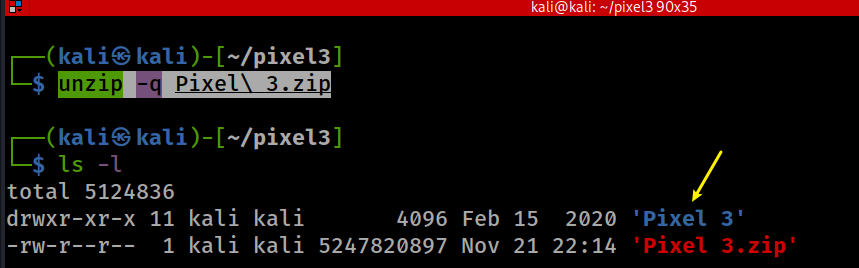 kali@kali: ~/pixel3 90x35
┌──(kali㉿kali)-[~/pixel3]
└─$ unzip -q Pixel\ 3.zip
┌──(kali㉿kali)-[~/pixel3]
└─$ ls -l
total 5124836
drwxr-xr-x 11 kali kali       4096 Feb 15  2020 'Pixel 3'
-rw-r--r--  1 kali kali 5247820897 Nov 21 22:14 'Pixel 3.zip'